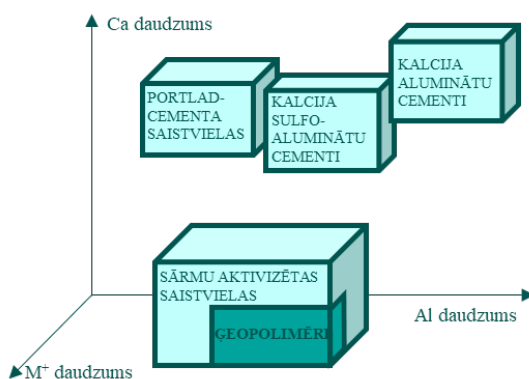 Ca daudzums
PORTLAD-
CEMENTA
SAISTVIELAS
KALCIJA
SULFO-
ALUMINĀTU
CEMENTI
KALCIJA
ALUMINĀTU
CEMENTI
SĀRMU AKTIVIZĒTAS
SAISTVIELAS
ĢEOPOLIMĒRI
Al daudzums
M⁺ daudzums